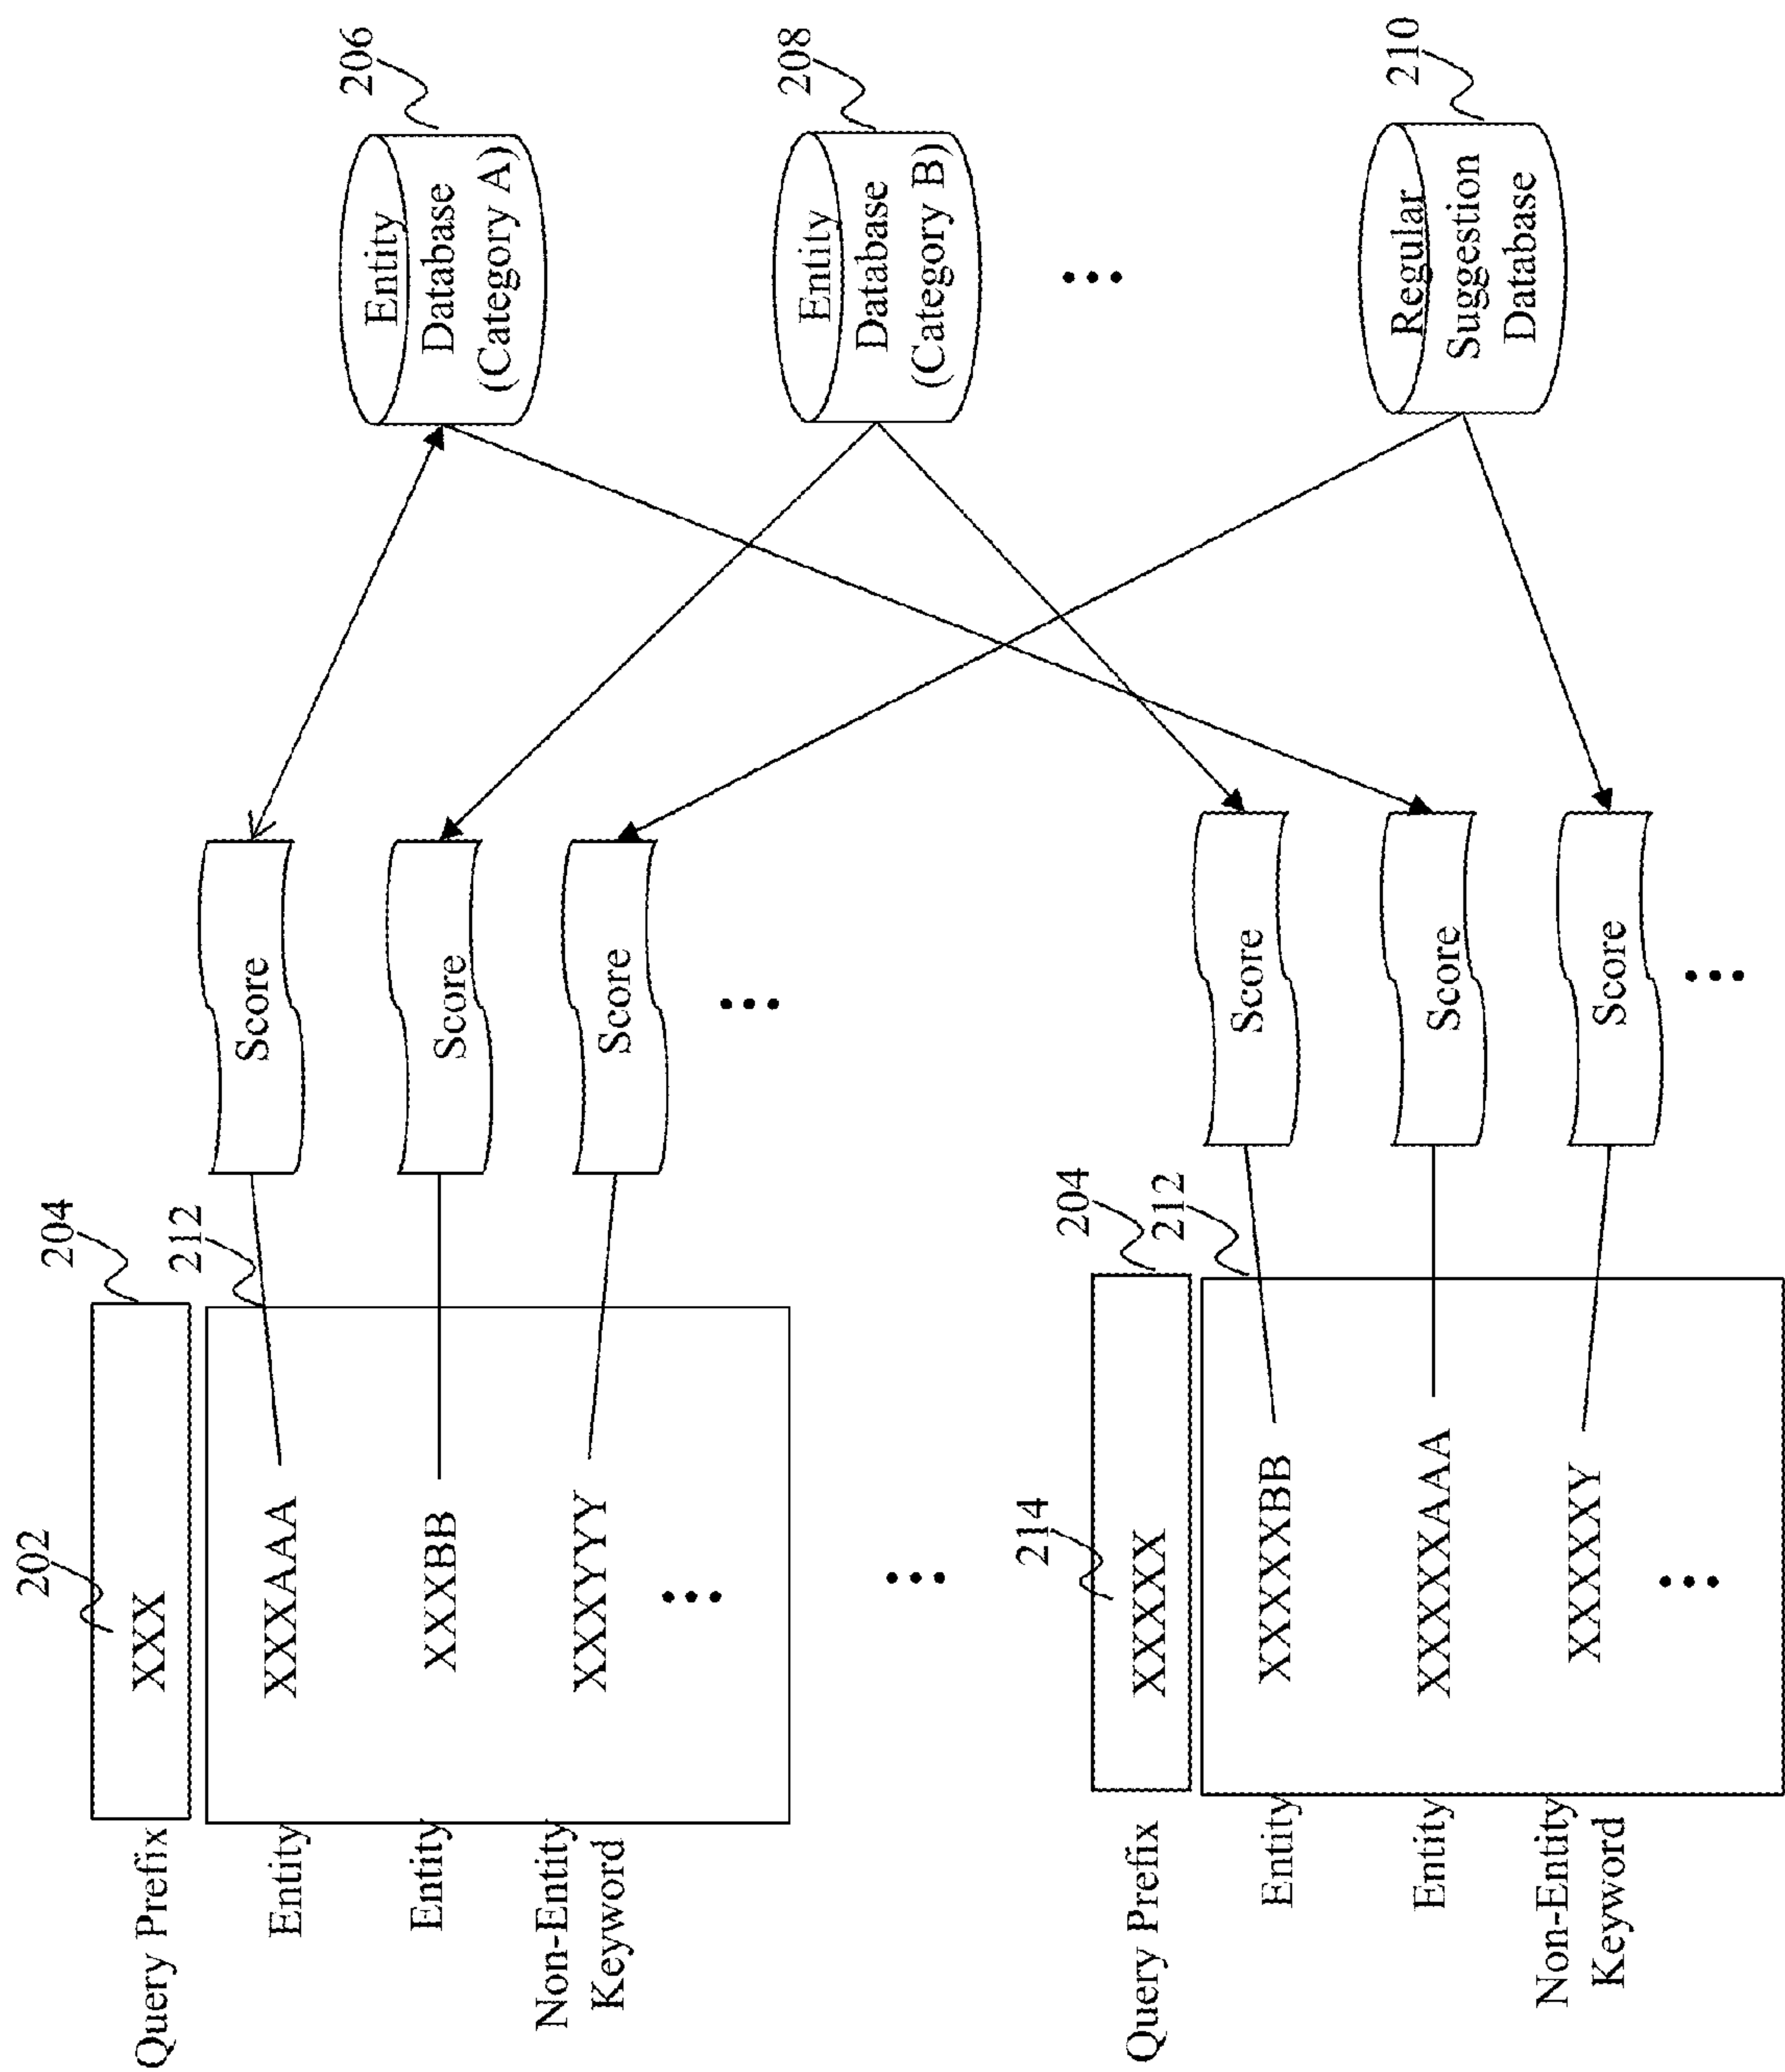 202
204
Query Prefix
XXX
212
Entity
XXXAAA
Score
Entity
XXXBB
Score
Non-Entity
Keyword
XXXYYY
Score
206
Entity
Database
(Category A)
208
Entity
Database
(Category B)
214
204
Query Prefix
XXXXX
212
Entity
XXXXXBB
Score
Entity
XXXXXAAA
Score
Non-Entity
Keyword
XXXXXY
Score
210
Regular
Suggestion
Database